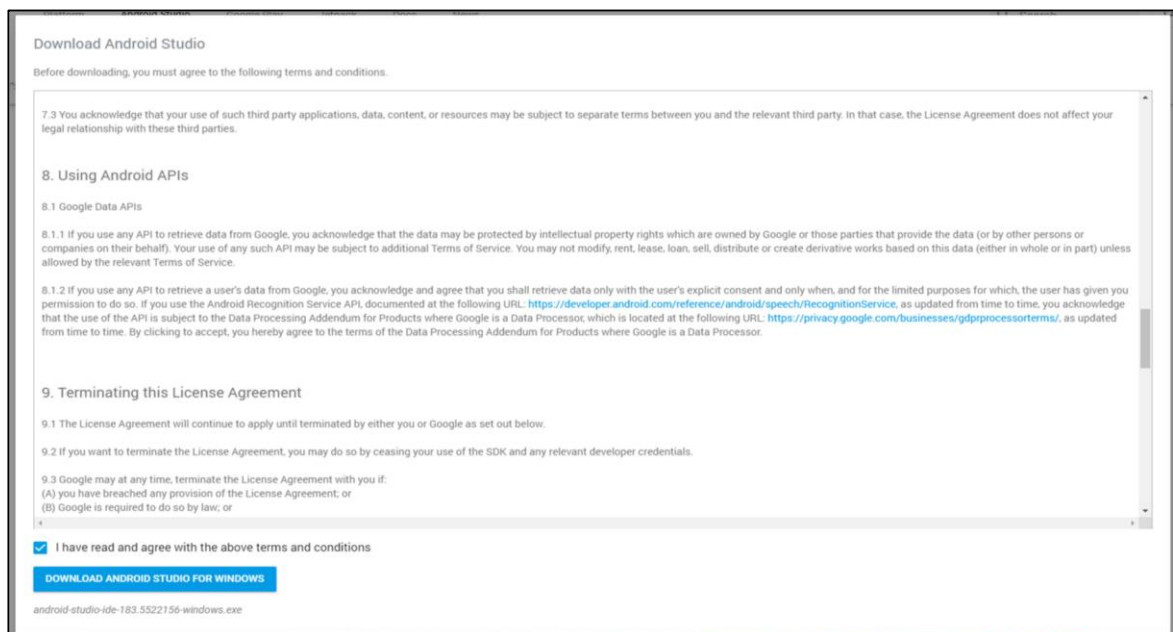 Platform Android Studio Google Play Jetpack Docs News Search
Download Android Studio
Before downloading, you must agree to the following terms and conditions.
7.3 You acknowledge that your use of such third party applications, data, content, or resources may be subject to separate terms between you and the relevant third party. In that case, the License Agreement does not affect your
legal relationship with these third parties.
8. Using Android APIs
8.1 Google Data APIs
8.1.1 If you use any API to retrieve data from Google, you acknowledge that the data may be protected by intellectual property rights which are owned by Google or those parties that provide the data (or by other persons or
companies on their behalf). Your use of any such API may be subject to additional Terms of Service. You may not modify, rent, lease, loan, sell, distribute or create derivative works based on this data (either in whole or in part) unless
allowed by the relevant Terms of Service.
8.1.2 If you use any API to retrieve a user's data from Google, you acknowledge and agree that you shall retrieve data only with the user's explicit consent and only when, and for the limited purposes for which, the user has given you
permission to do so. If you use the Android Recognition Service API, documented at the following URL: https://developer.android.com/reference/android/speech/RecognitionService, as updated from time to time, you acknowledge
that the use of the API is subject to the Data Processing Addendum for Products where Google is a Data Processor, which is located at the following URL: https://privacy.google.com/businesses/gdprprocessorterms/, as updated
from time to time. By clicking to accept, you hereby agree to the terms of the Data Processing Addendum for Products where Google is a Data Processor.
9. Terminating this License Agreement
9.1 The License Agreement will continue to apply until terminated by either you or Google as set out below.
9.2 If you want to terminate the License Agreement, you may do so by ceasing your use of the SDK and any relevant developer credentials.
9.3 Google may at any time, terminate the License Agreement with you if:
(A) you have breached any provision of the License Agreement; or
(B) Google is required to do so by law; or
I have read and agree with the above terms and conditions
DOWNLOAD ANDROID STUDIO FOR WINDOWS
android-studio-ide-183.5522156-windows.exe